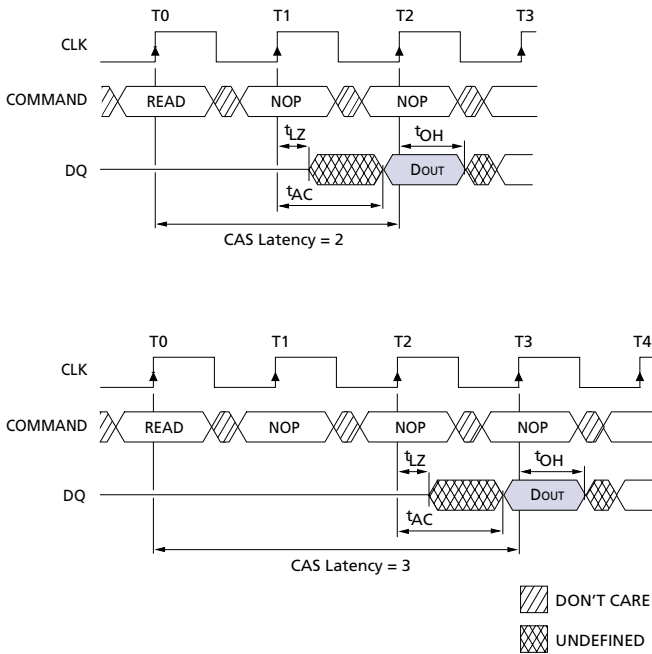 T0 T1 T2 T3
CLK
COMMAND READ NOP NOP
tLZ tOH
DQ DOUT
tAC
CAS Latency = 2
T0 T1 T2 T3 T4
CLK
COMMAND READ NOP NOP NOP
tLZ tOH
DQ DOUT
tAC
CAS Latency = 3
DON'T CARE
UNDEFINED